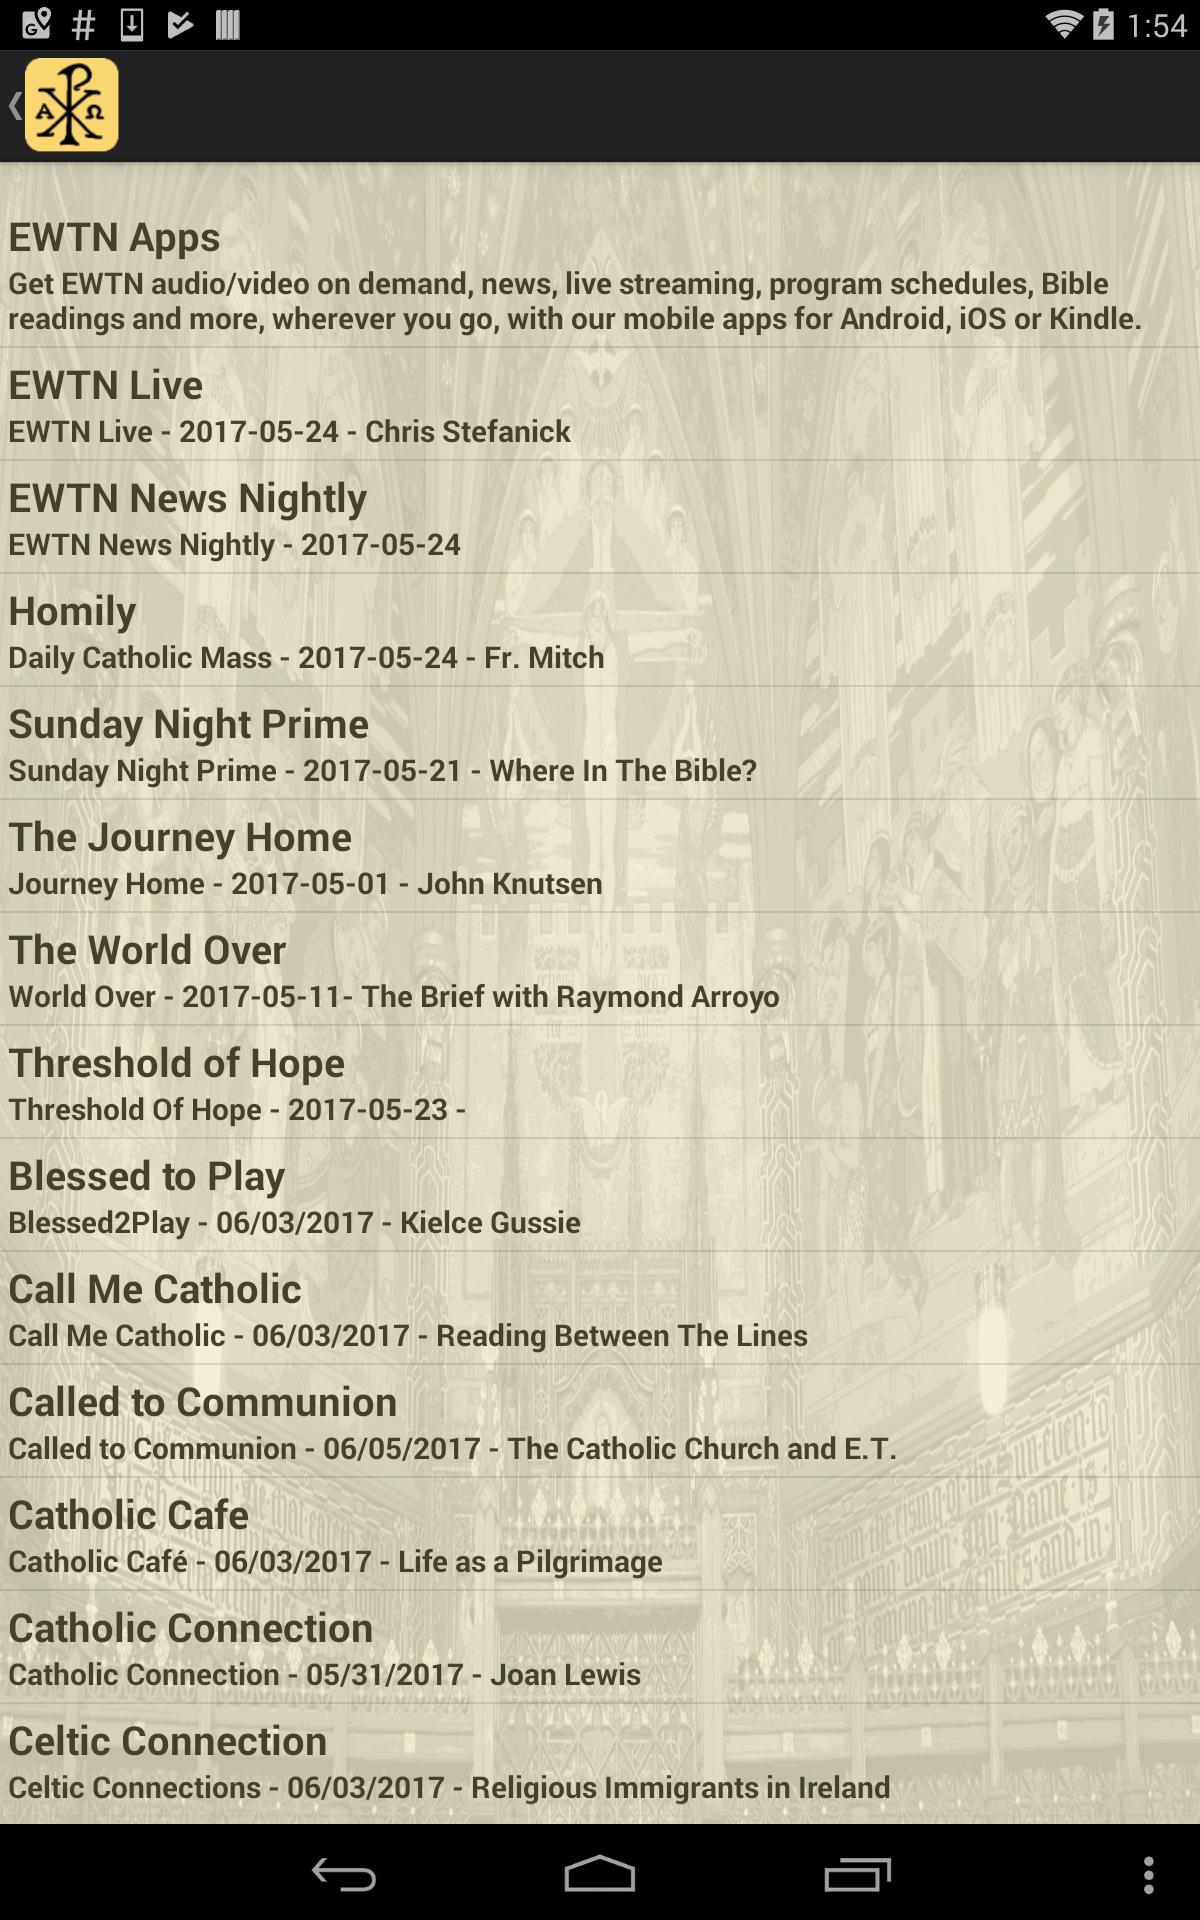 1:54
Α Ω
EWTN Apps
Get EWTN audio/video on demand, news, live streaming, program schedules, Bible
readings and more, wherever you go, with our mobile apps for Android, iOS or Kindle.
EWTN Live
EWTN Live - 2017-05-24 - Chris Stefanick
EWTN News Nightly
EWTN News Nightly - 2017-05-24
Homily
Daily Catholic Mass - 2017-05-24 - Fr. Mitch
Sunday Night Prime
Sunday Night Prime - 2017-05-21 - Where In The Bible?
The Journey Home
Journey Home - 2017-05-01 - John Knutsen
The World Over
World Over - 2017-05-11- The Brief with Raymond Arroyo
Threshold of Hope
Threshold Of Hope - 2017-05-23 -
Blessed to Play
Blessed2Play - 06/03/2017 - Kielce Gussie
Call Me Catholic
Call Me Catholic - 06/03/2017 - Reading Between The Lines
Called to Communion
Called to Communion - 06/05/2017 - The Catholic Church and E.T.
Catholic Cafe
Catholic Café - 06/03/2017 - Life as a Pilgrimage
Catholic Connection
Catholic Connection - 05/31/2017 - Joan Lewis
Celtic Connection
Celtic Connections - 06/03/2017 - Religious Immigrants in Ireland